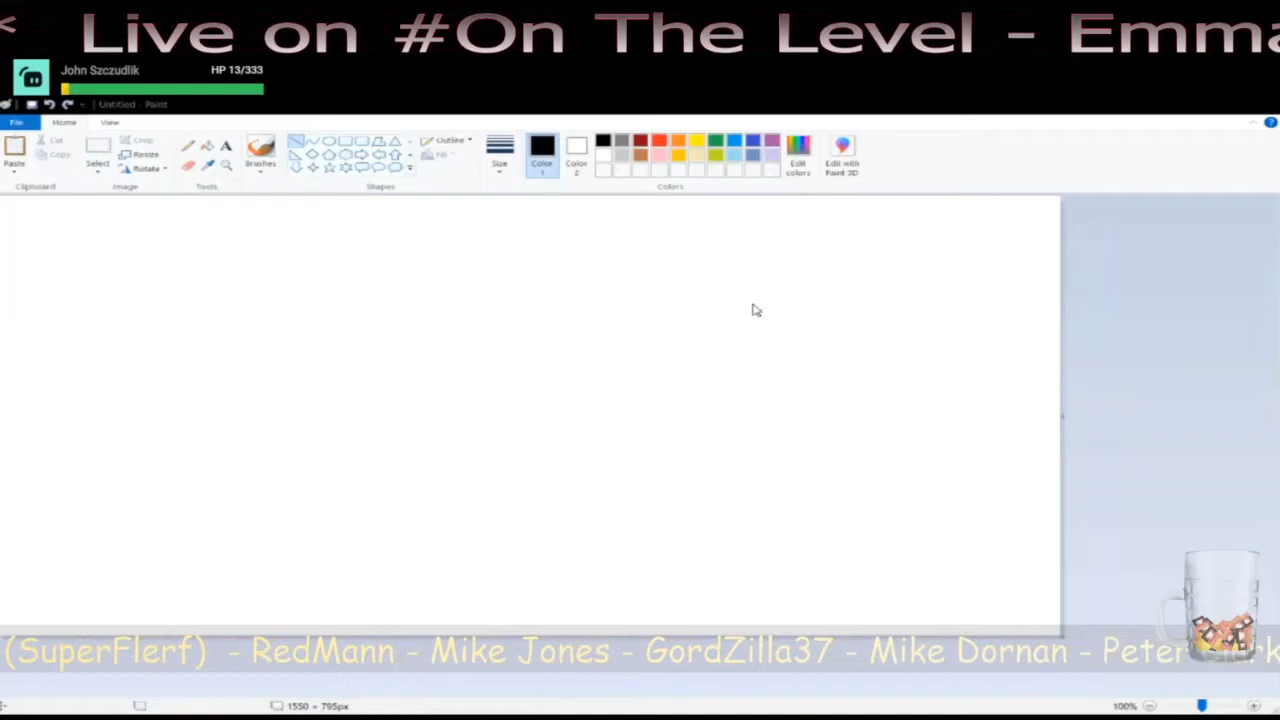 * Live on #On The Level - Emma
John Szczudlik HP 13/333
Untitled - Paint
File Home View
Paste Cut Copy Select Crop Resize Rotate Brushes Outline Fill Size Color 1 Color 2 Edit colors Edit with Paint 3D
Clipboard Image Tools Shapes Colors
(SuperFlerf) - RedMann - Mike Jones - GordZilla37 - Mike Dornan - Peter
1550 × 795px 100%